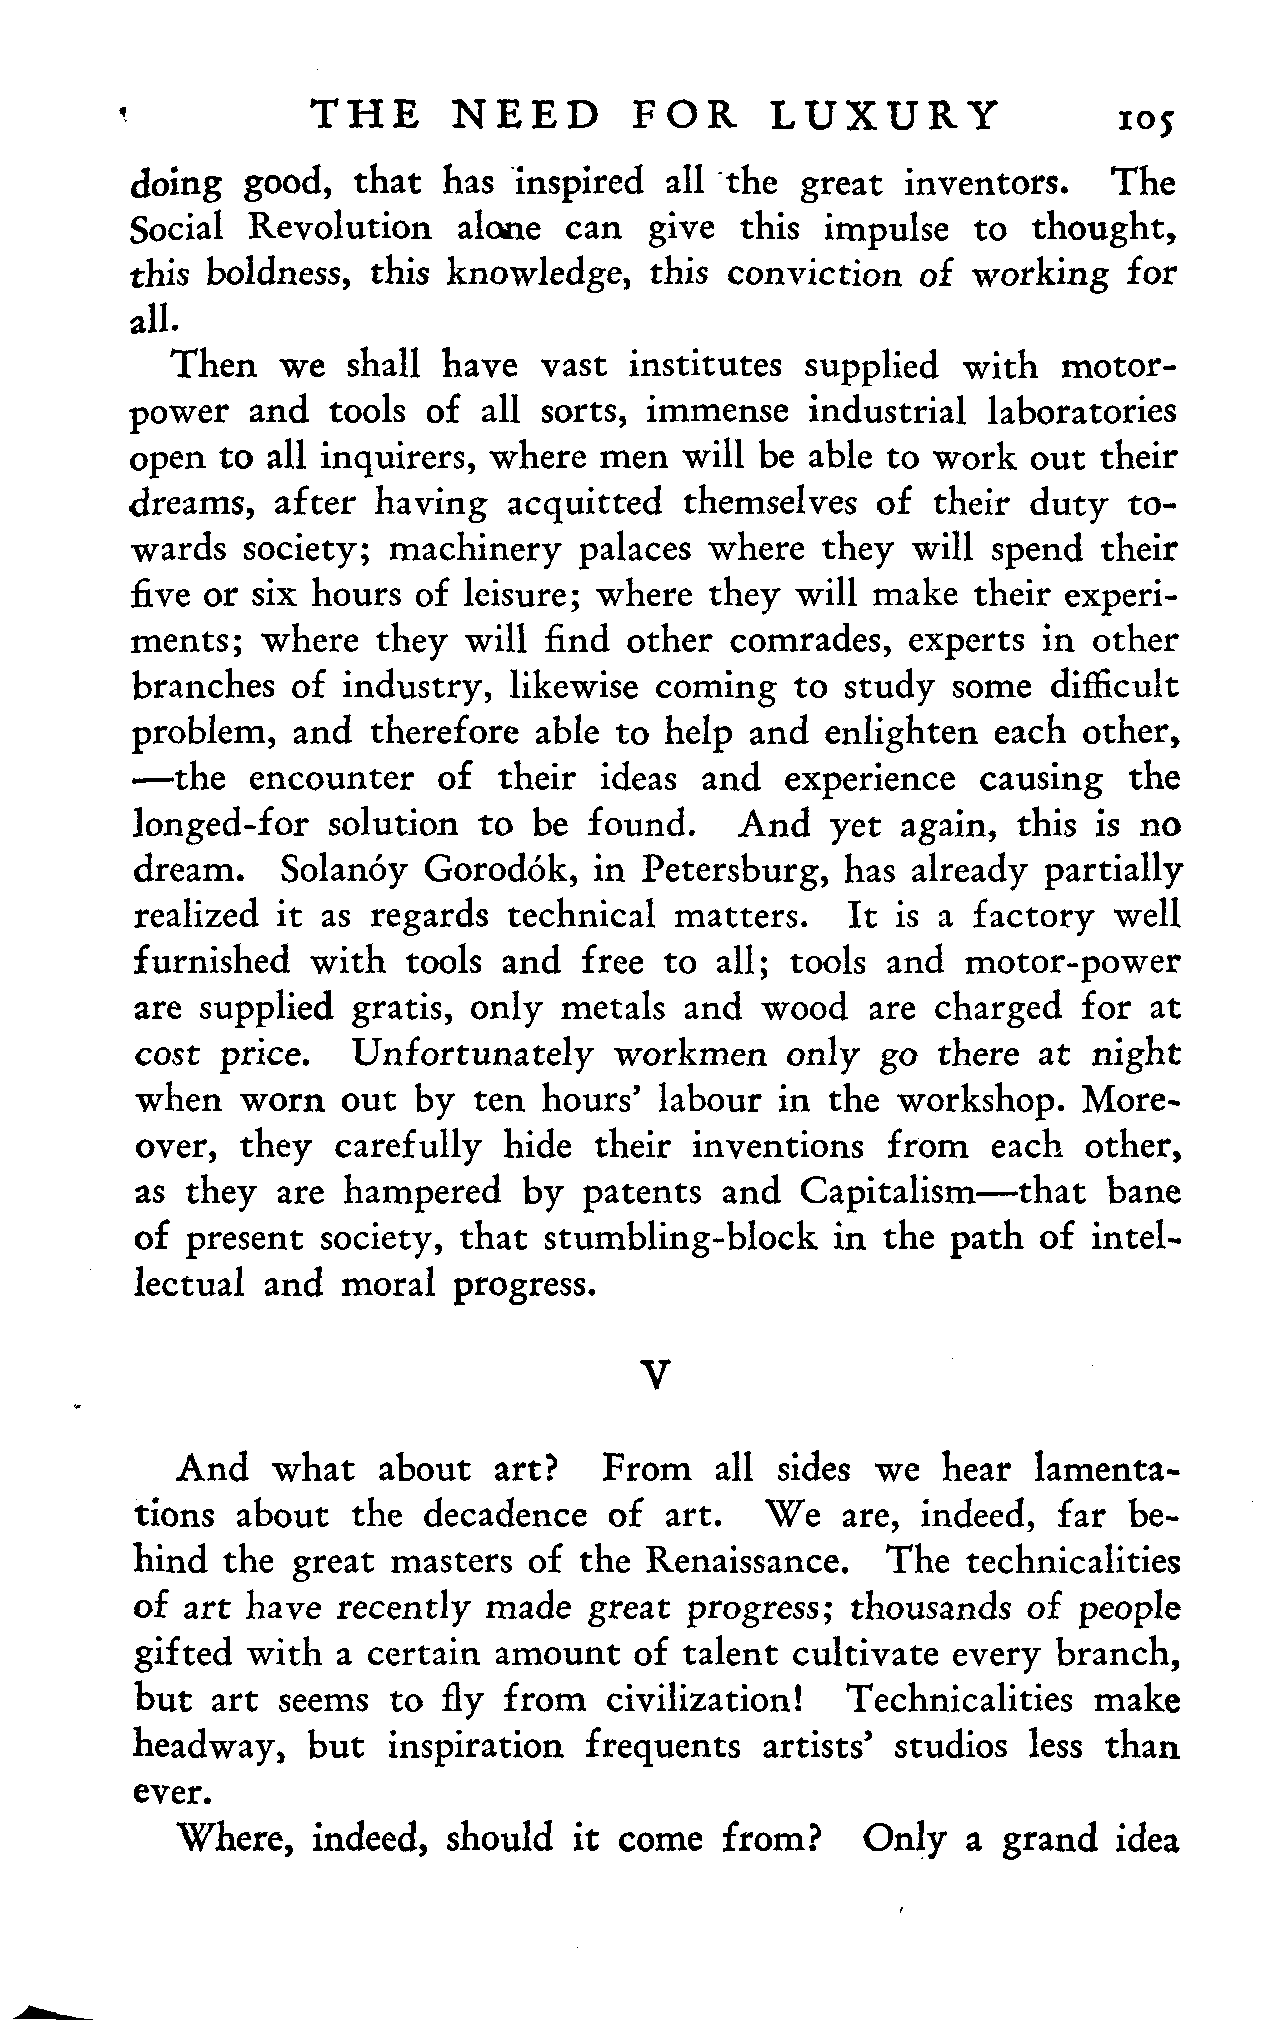 THE NEED FOR LUXURY 105
doing good, that has inspired all the great inventors. The
Social Revolution alone can give this impulse to thought,
this boldness, this knowledge, this conviction of working for
all.
Then we shall have vast institutes supplied with motor-
power and tools of all sorts, immense industrial laboratories
open to all inquirers, where men will be able to work out their
dreams, after having acquitted themselves of their duty to-
wards society; machinery palaces where they will spend their
five or six hours of leisure; where they will make their experi-
ments; where they will find other comrades, experts in other
branches of industry, likewise coming to study some difficult
problem, and therefore able to help and enlighten each other,
—the encounter of their ideas and experience causing the
longed-for solution to be found. And yet again, this is no
dream. Solanóy Gorodók, in Petersburg, has already partially
realized it as regards technical matters. It is a factory well
furnished with tools and free to all; tools and motor-power
are supplied gratis, only metals and wood are charged for at
cost price. Unfortunately workmen only go there at night
when worn out by ten hours’ labour in the workshop. More-
over, they carefully hide their inventions from each other,
as they are hampered by patents and Capitalism—that bane
of present society, that stumbling-block in the path of intel-
lectual and moral progress.
V
And what about art? From all sides we hear lamenta-
tions about the decadence of art. We are, indeed, far be-
hind the great masters of the Renaissance. The technicalities
of art have recently made great progress; thousands of people
gifted with a certain amount of talent cultivate every branch,
but art seems to fly from civilization! Technicalities make
headway, but inspiration frequents artists’ studios less than
ever.
Where, indeed, should it come from? Only a grand idea